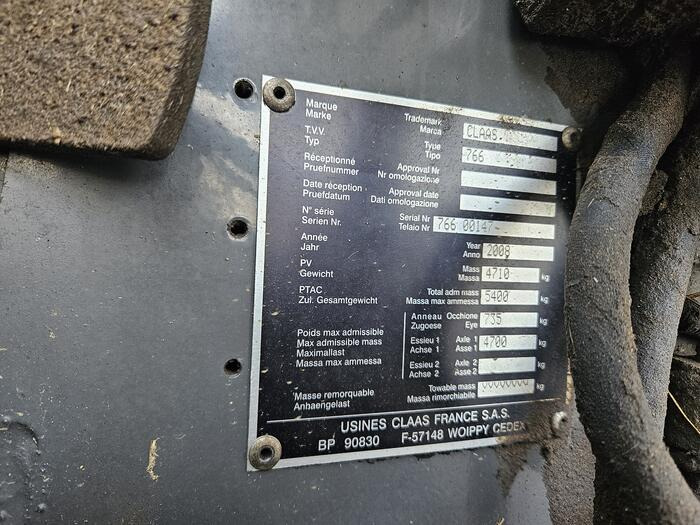 Marque Trademark CLAAS.
Marke Marca
T.V.V. Type 766
Typ Tipo
Réceptionné Approval Nr
Pruefnummer Nr omologazione
Date réception Approval date
Pruefdatum Dati omologazione
N° série Serial Nr 766 00147
Serien Nr. Telaio Nr
Année Year 2008
Jahr Anno
PV Mass 4710 kg
Gewicht Massa
PTAC Total adm mass 5400 kg
Zul. Gesamtgewicht Massa max ammessa
Anneau Occhione 735 kg
Zugoese Eye
Poids max admissible Essieu 1 Axle 1 4700 kg
Max admissible mass Achse 1 Asse 1
Maximallast Essieu 2 Axle 2 kg
Massa max ammessa Achse 2 Asse 2
Masse remorquable Towable mass kg
Anhaengelast Massa rimorchiabile
USINES CLAAS FRANCE S.A.S.
BP 90830 F-57148 WOIPPY CEDEX